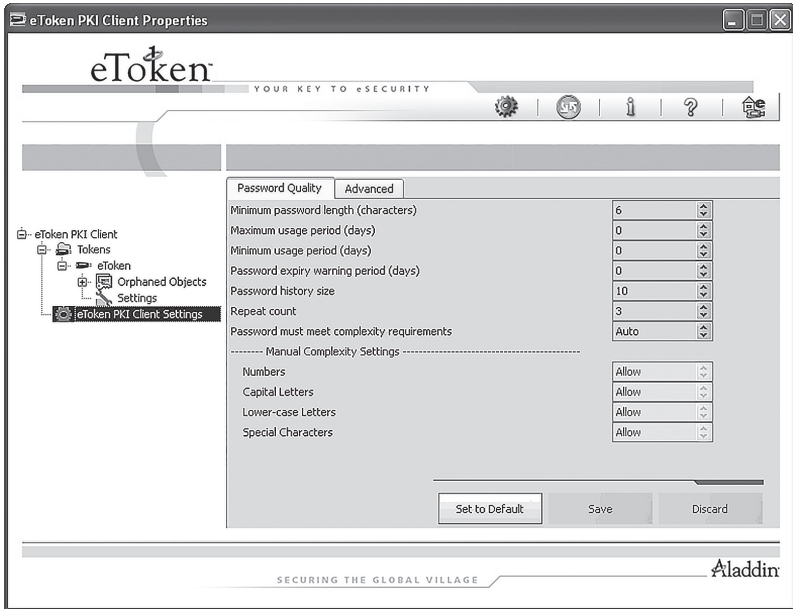 eToken PKI Client Properties
eToken
YOUR KEY TO eSECURITY
eToken PKI Client
Tokens
eToken
Orphaned Objects
Settings
eToken PKI Client Settings
Password Quality Advanced
Minimum password length (characters) 6
Maximum usage period (days) 0
Minimum usage period (days) 0
Password expiry warning period (days) 0
Password history size 10
Repeat count 3
Password must meet complexity requirements Auto
-------- Manual Complexity Settings --------
Numbers Allow
Capital Letters Allow
Lower-case Letters Allow
Special Characters Allow
Set to Default Save Discard
SECURING THE GLOBAL VILLAGE
Aladdin